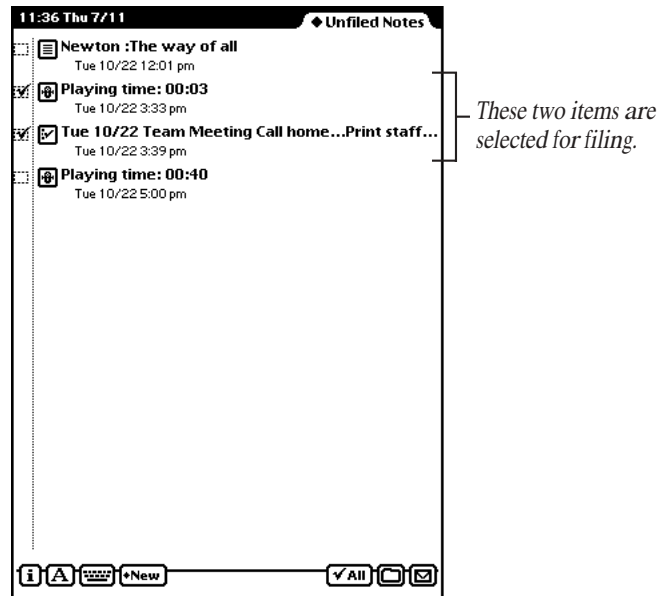 11:36 Thu 7/11
◆Unfiled Notes
Newton :The way of all
Tue 10/22 12:01 pm
Playing time: 00:03
Tue 10/22 3:33 pm
Tue 10/22 Team Meeting Call home...Print staff...
Tue 10/22 3:39 pm
Playing time: 00:40
Tue 10/22 5:00 pm
These two items are
selected for filing.
i A ◆New ✓All